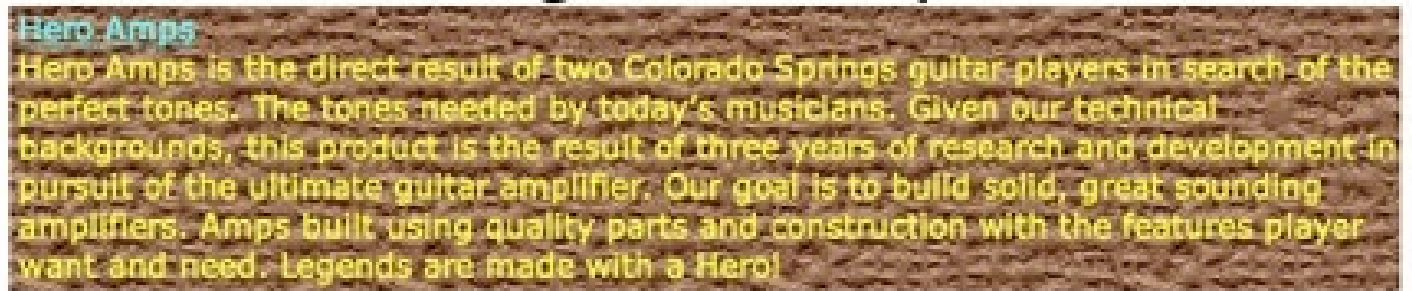 Hero Amps
Hero Amps is the direct result of two Colorado Springs guitar players in search of the
perfect tones. The tones needed by today's musicians. Given our technical
backgrounds, this product is the result of three years of research and development in
pursuit of the ultimate guitar amplifier. Our goal is to build solid, great sounding
amplifiers. Amps built using quality parts and construction with the features player
want and need. Legends are made with a Hero!